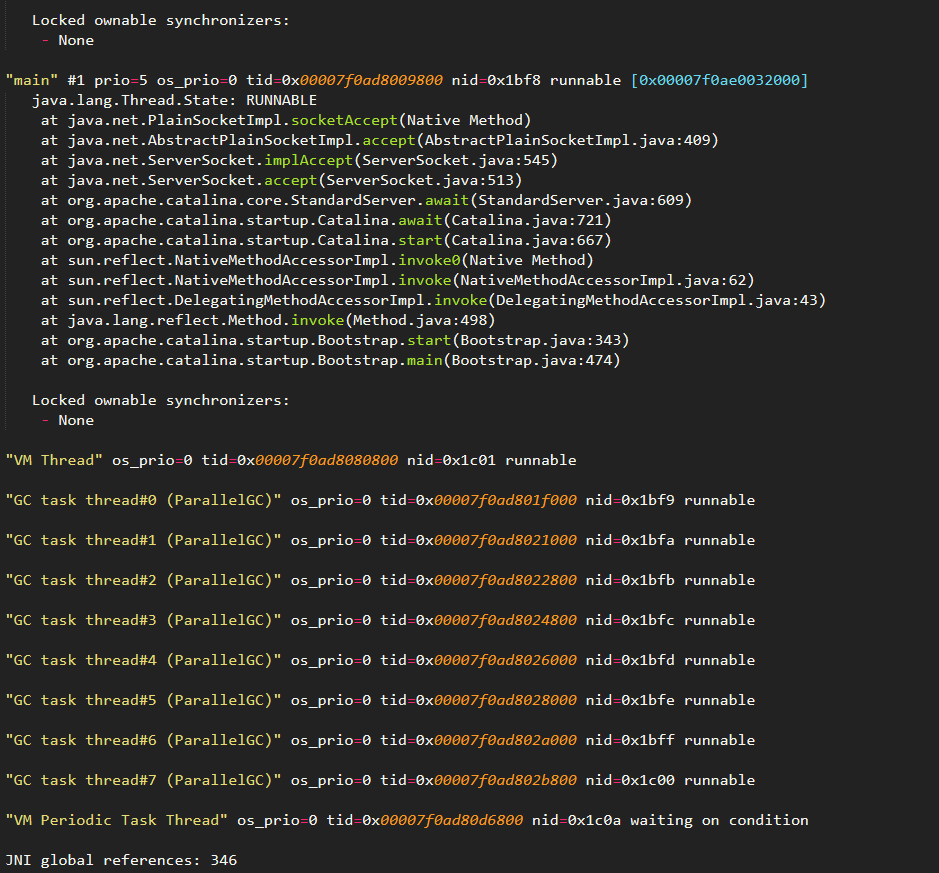 Locked ownable synchronizers:
- None
"main" #1 prio=5 os_prio=0 tid=0x00007f0ad8009800 nid=0x1bf8 runnable [0x00007f0ae0032000]
java.lang.Thread.State: RUNNABLE
at java.net.PlainSocketImpl.socketAccept(Native Method)
at java.net.AbstractPlainSocketImpl.accept(AbstractPlainSocketImpl.java:409)
at java.net.ServerSocket.implAccept(ServerSocket.java:545)
at java.net.ServerSocket.accept(ServerSocket.java:513)
at org.apache.catalina.core.StandardServer.await(StandardServer.java:609)
at org.apache.catalina.startup.Catalina.await(Catalina.java:721)
at org.apache.catalina.startup.Catalina.start(Catalina.java:667)
at sun.reflect.NativeMethodAccessorImpl.invoke0(Native Method)
at sun.reflect.NativeMethodAccessorImpl.invoke(NativeMethodAccessorImpl.java:62)
at sun.reflect.DelegatingMethodAccessorImpl.invoke(DelegatingMethodAccessorImpl.java:43)
at java.lang.reflect.Method.invoke(Method.java:498)
at org.apache.catalina.startup.Bootstrap.start(Bootstrap.java:343)
at org.apache.catalina.startup.Bootstrap.main(Bootstrap.java:474)
Locked ownable synchronizers:
- None
"VM Thread" os_prio=0 tid=0x00007f0ad8080800 nid=0x1c01 runnable
"GC task thread#0 (ParallelGC)" os_prio=0 tid=0x00007f0ad801f000 nid=0x1bf9 runnable
"GC task thread#1 (ParallelGC)" os_prio=0 tid=0x00007f0ad8021000 nid=0x1bfa runnable
"GC task thread#2 (ParallelGC)" os_prio=0 tid=0x00007f0ad8022800 nid=0x1bfb runnable
"GC task thread#3 (ParallelGC)" os_prio=0 tid=0x00007f0ad8024800 nid=0x1bfc runnable
"GC task thread#4 (ParallelGC)" os_prio=0 tid=0x00007f0ad8026000 nid=0x1bfd runnable
"GC task thread#5 (ParallelGC)" os_prio=0 tid=0x00007f0ad8028000 nid=0x1bfe runnable
"GC task thread#6 (ParallelGC)" os_prio=0 tid=0x00007f0ad802a000 nid=0x1bff runnable
"GC task thread#7 (ParallelGC)" os_prio=0 tid=0x00007f0ad802b800 nid=0x1c00 runnable
"VM Periodic Task Thread" os_prio=0 tid=0x00007f0ad80d6800 nid=0x1c0a waiting on condition
JNI global references: 346